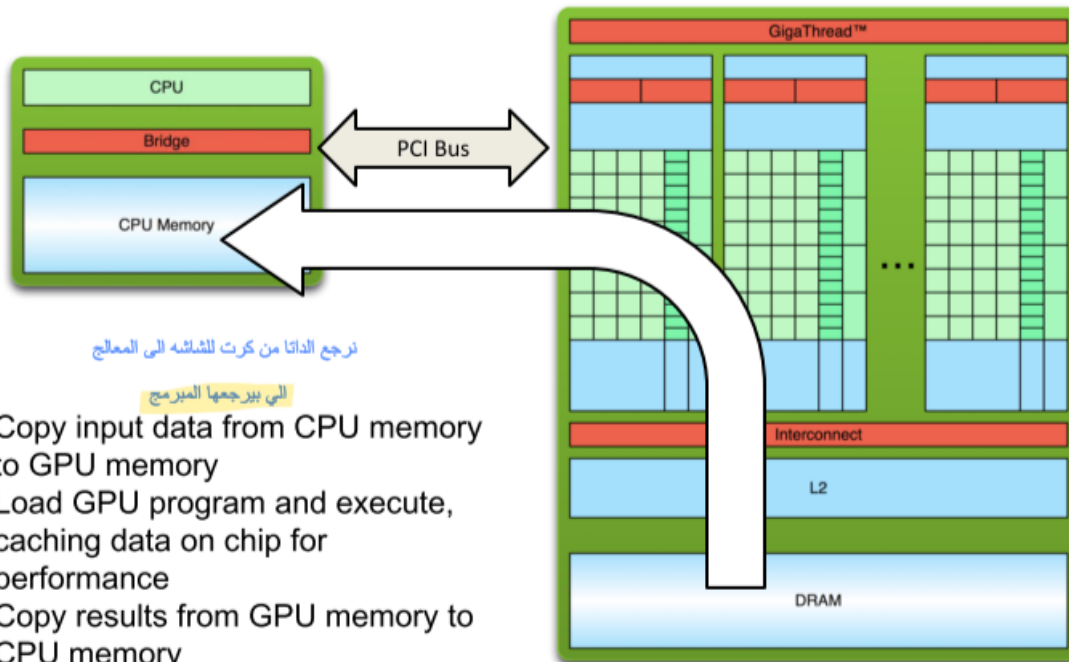 GigaThread™
CPU
Bridge
PCI Bus
CPU Memory
...
نرجع الداتا من كرت للشاشه الى المعالج
الي بيرجعها المبرمج
Copy input data from CPU memory
to GPU memory
Load GPU program and execute,
caching data on chip for
performance
Copy results from GPU memory to
CPU memory
Interconnect
L2
DRAM